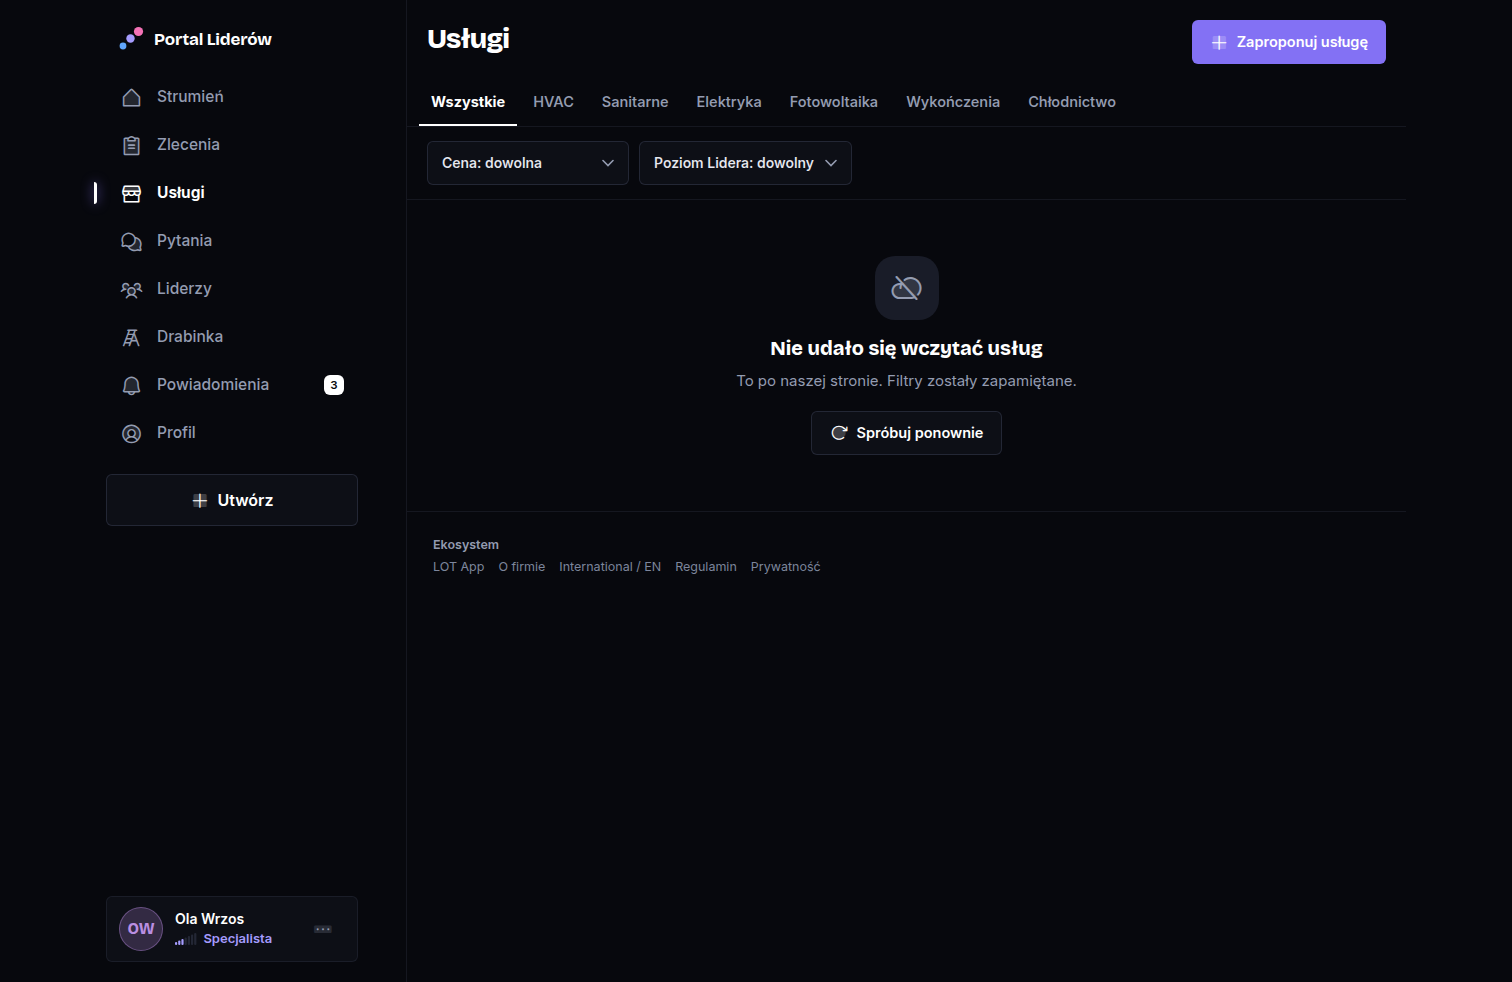 Portal Liderów
Strumień
Zlecenia
Usługi
Pytania
Liderzy
Drabinka
Powiadomienia 3
Profil
Utwórz
OW
Ola Wrzos
Specjalista
Usługi
Zaproponuj usługę
Wszystkie HVAC Sanitarne Elektryka Fotowoltaika Wykończenia Chłodnictwo
Cena: dowolna Poziom Lidera: dowolny
Nie udało się wczytać usług
To po naszej stronie. Filtry zostały zapamiętane.
Spróbuj ponownie
Ekosystem
LOT App O firmie International / EN Regulamin Prywatność